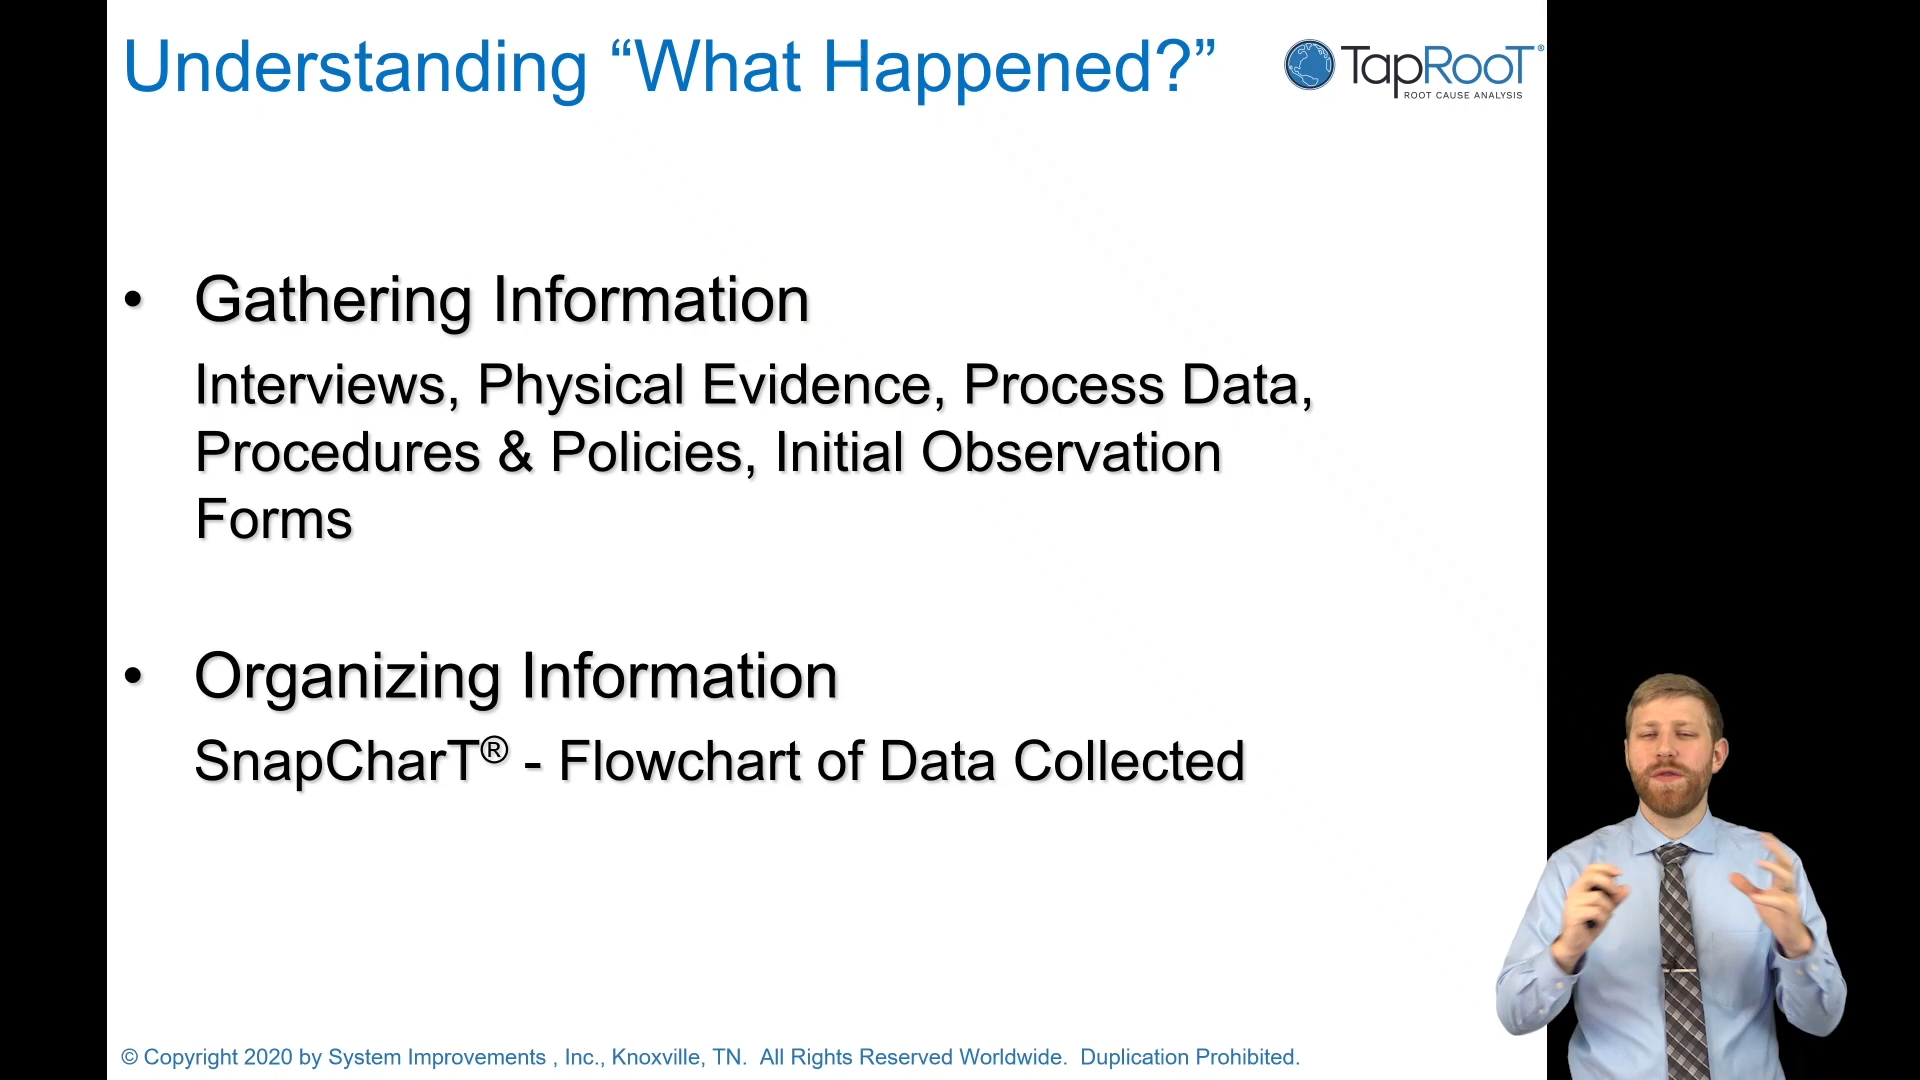 Understanding “What Happened?”
TapRooT®
ROOT CAUSE ANALYSIS
• Gathering Information
Interviews, Physical Evidence, Process Data,
Procedures & Policies, Initial Observation
Forms
• Organizing Information
SnapCharT® - Flowchart of Data Collected
© Copyright 2020 by System Improvements , Inc., Knoxville, TN. All Rights Reserved Worldwide. Duplication Prohibited.